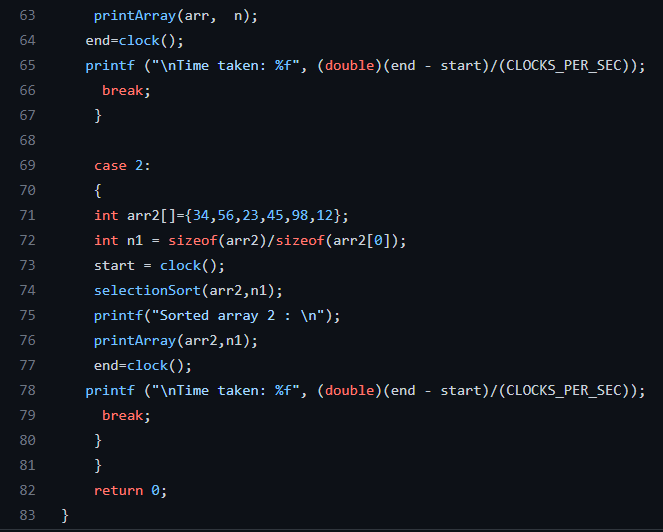 63 printArray(arr,  n);
64 end=clock();
65 printf ("\nTime taken: %f", (double)(end - start)/(CLOCKS_PER_SEC));
66 break;
67 }
68
69 case 2:
70 {
71 int arr2[]={34,56,23,45,98,12};
72 int n1 = sizeof(arr2)/sizeof(arr2[0]);
73 start = clock();
74 selectionSort(arr2,n1);
75 printf("Sorted array 2 : \n");
76 printArray(arr2,n1);
77 end=clock();
78 printf ("\nTime taken: %f", (double)(end - start)/(CLOCKS_PER_SEC));
79 break;
80 }
81 }
82 return 0;
83 }